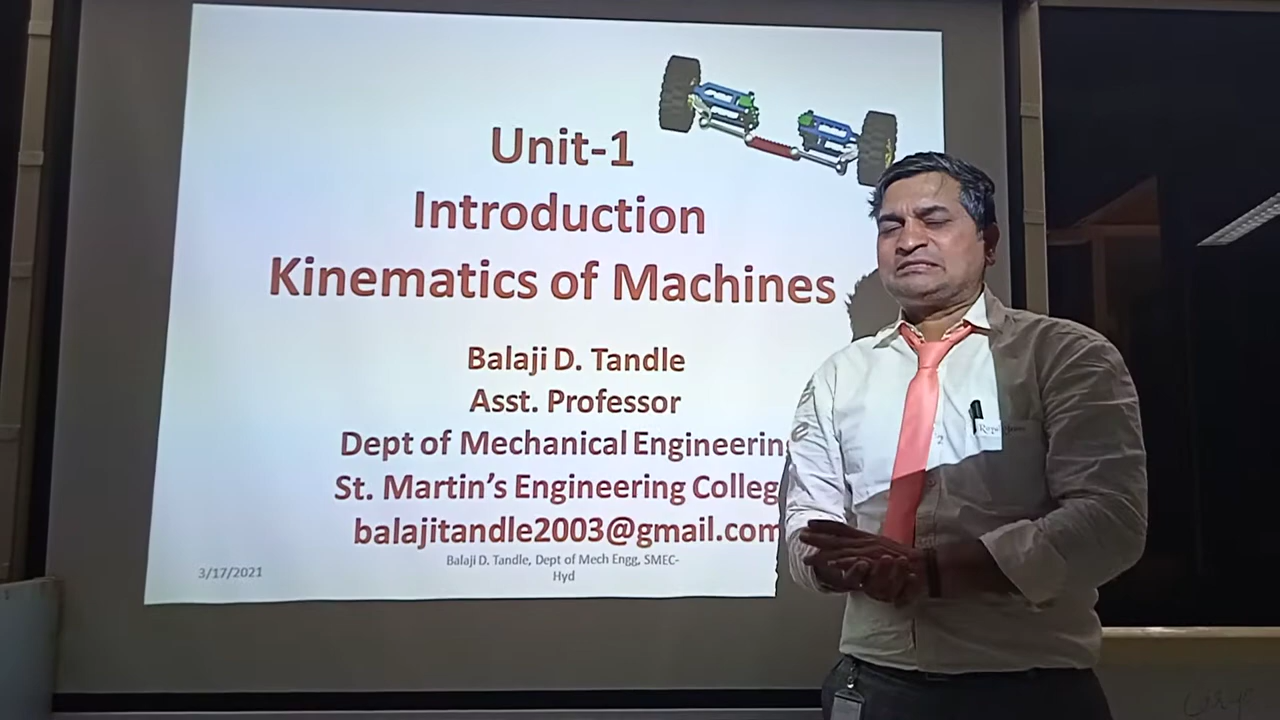 Unit-1
Introduction
Kinematics of Machines
Balaji D. Tandle
Asst. Professor
Dept of Mechanical Engineering
St. Martin's Engineering Colleg
balajitandle2003@gmail.com
3/17/2021
Balaji D. Tandle, Dept of Mech Engg, SMEC-
Hyd